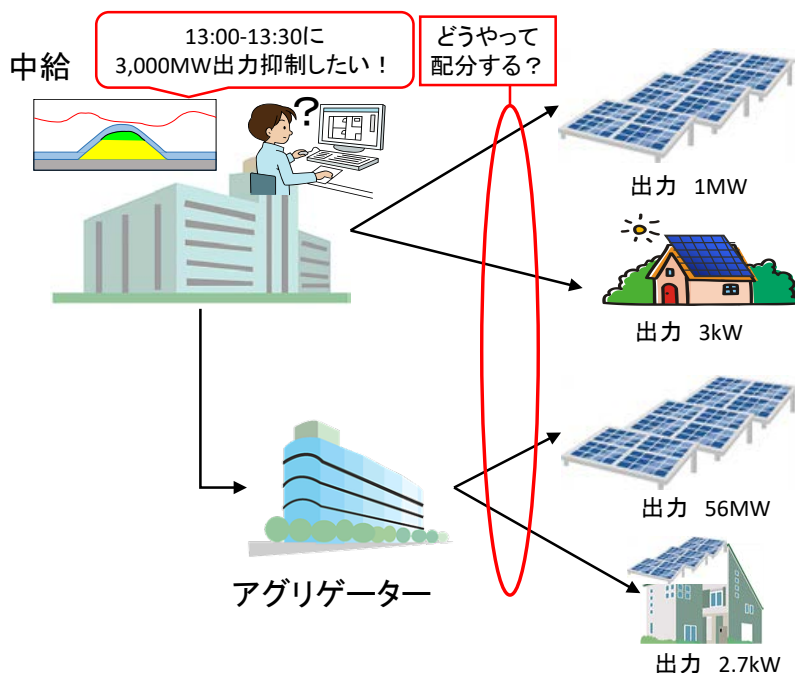 13:00-13:30に
3,000MW出力抑制したい！
どうやって
配分する？
中給
?
出力 1MW
出力 3kW
出力 56MW
アグリゲーター
出力 2.7kW